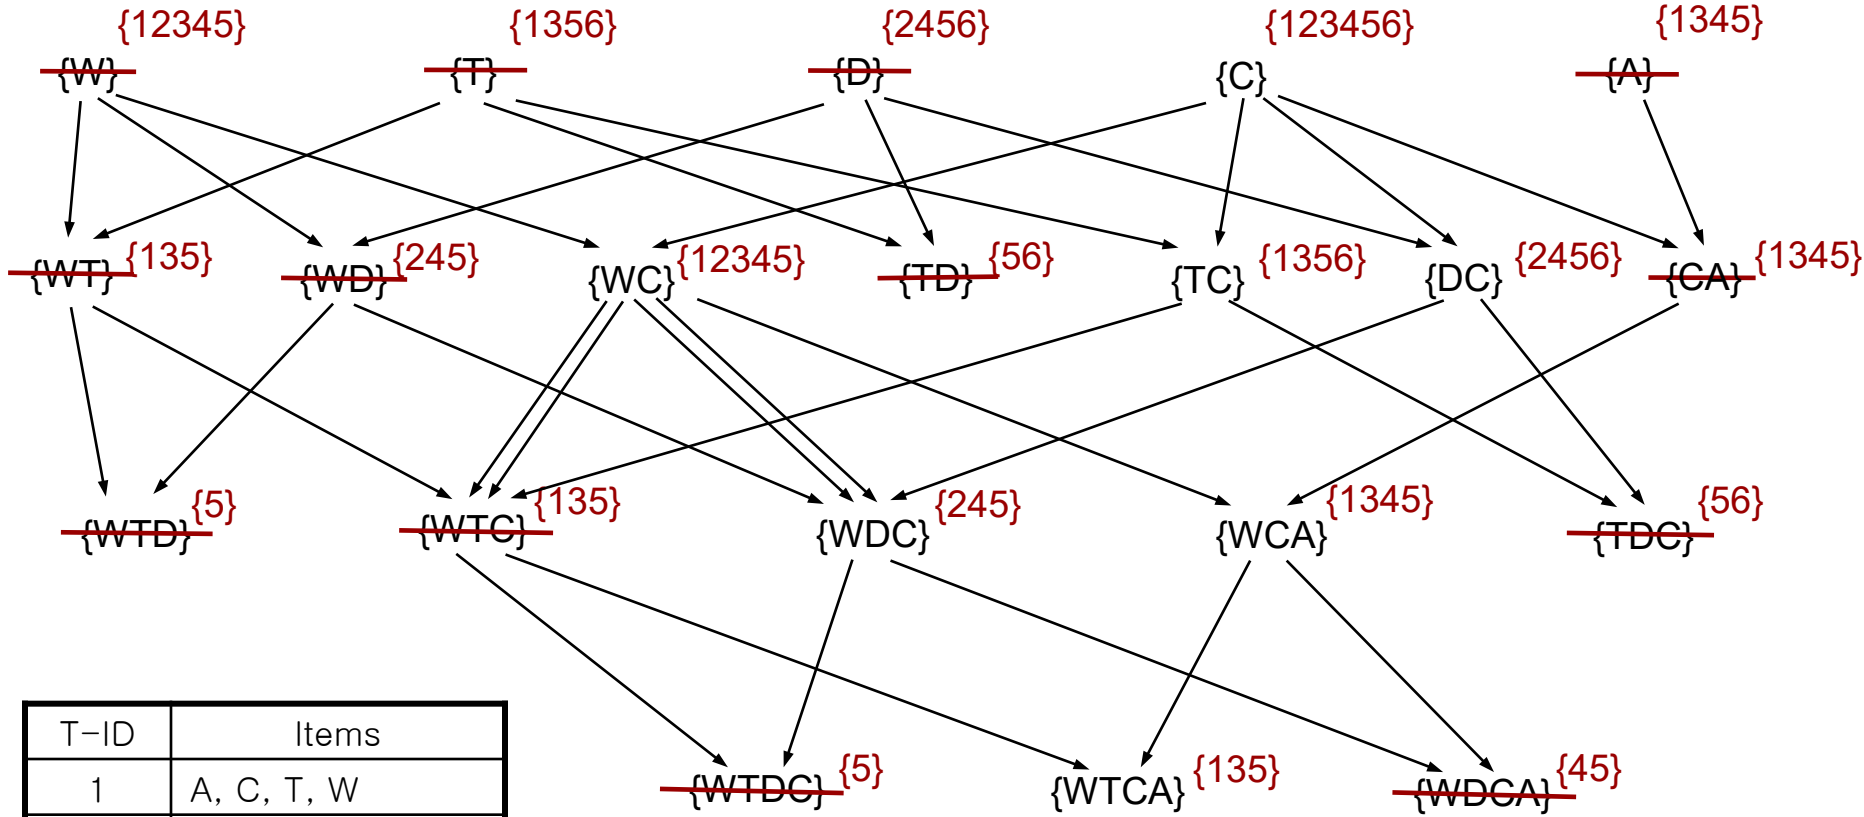 {12345} {1356} {2456} {123456} {1345}
{W} {T} {D} {C} {A}
{WT} {135} {WD} {245} {WC} {12345} {TD} {56} {TC} {1356} {DC} {2456} {CA} {1345}
{WTD} {5} {WTC} {135} {WDC} {245} {WCA} {1345} {TDC} {56}
{WTDC} {5} {WTCA} {135} {WDCA} {45}
T-ID Items
1 A, C, T, W